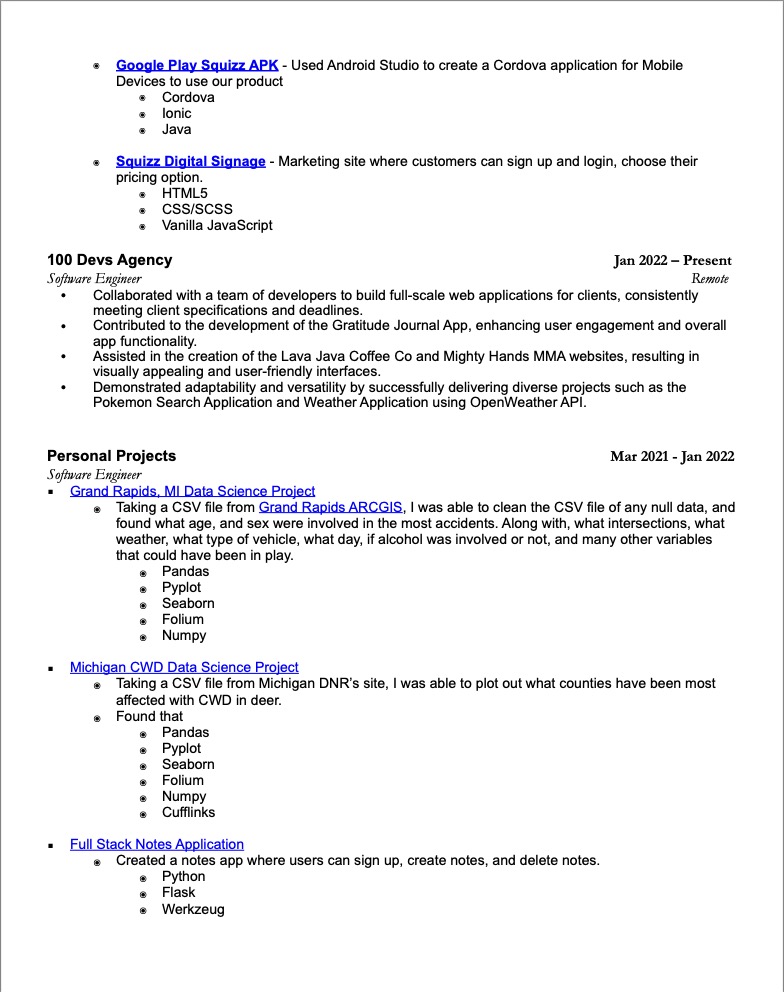 Google Play Squizz APK - Used Android Studio to create a Cordova application for Mobile
Devices to use our product
Cordova
Ionic
Java
Squizz Digital Signage - Marketing site where customers can sign up and login, choose their
pricing option.
HTML5
CSS/SCSS
Vanilla JavaScript
100 Devs Agency Jan 2022 – Present
Software Engineer Remote
• Collaborated with a team of developers to build full-scale web applications for clients, consistently
meeting client specifications and deadlines.
• Contributed to the development of the Gratitude Journal App, enhancing user engagement and overall
app functionality.
• Assisted in the creation of the Lava Java Coffee Co and Mighty Hands MMA websites, resulting in
visually appealing and user-friendly interfaces.
• Demonstrated adaptability and versatility by successfully delivering diverse projects such as the
Pokemon Search Application and Weather Application using OpenWeather API.
Personal Projects Mar 2021 - Jan 2022
Software Engineer
Grand Rapids, MI Data Science Project
Taking a CSV file from Grand Rapids ARCGIS, I was able to clean the CSV file of any null data, and
found what age, and sex were involved in the most accidents. Along with, what intersections, what
weather, what type of vehicle, what day, if alcohol was involved or not, and many other variables
that could have been in play.
Pandas
Pyplot
Seaborn
Folium
Numpy
Michigan CWD Data Science Project
Taking a CSV file from Michigan DNR's site, I was able to plot out what counties have been most
affected with CWD in deer.
Found that
Pandas
Pyplot
Seaborn
Folium
Numpy
Cufflinks
Full Stack Notes Application
Created a notes app where users can sign up, create notes, and delete notes.
Python
Flask
Werkzeug